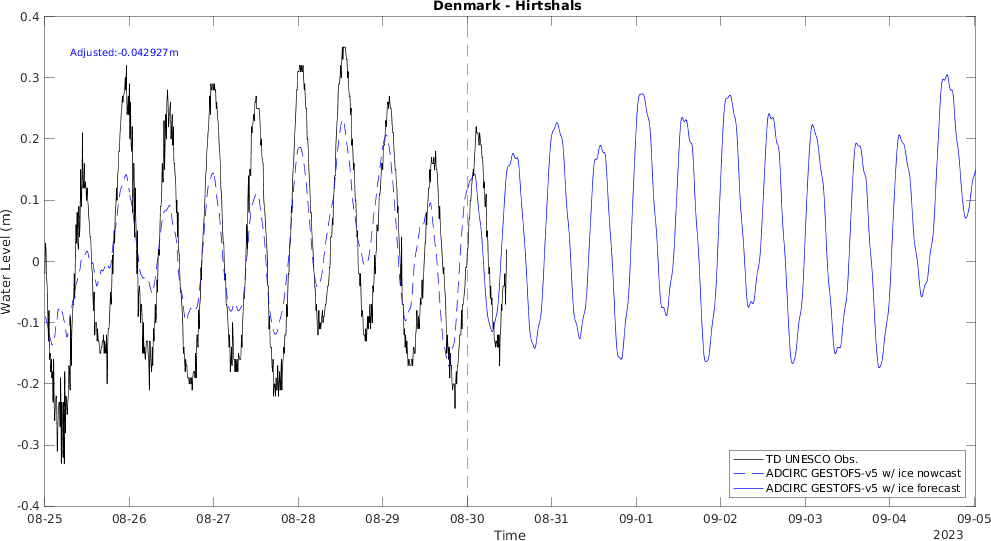 Denmark - Hirtshals
Adjusted:-0.042927m
Water Level (m)
0.4
0.3
0.2
0.1
0
-0.1
-0.2
-0.3
-0.4
TD UNESCO Obs.
ADCIRC GESTOFS-v5 w/ ice nowcast
ADCIRC GESTOFS-v5 w/ ice forecast
08-25 08-26 08-27 08-28 08-29 08-30 08-31 09-01 09-02 09-03 09-04 09-05
Time
2023